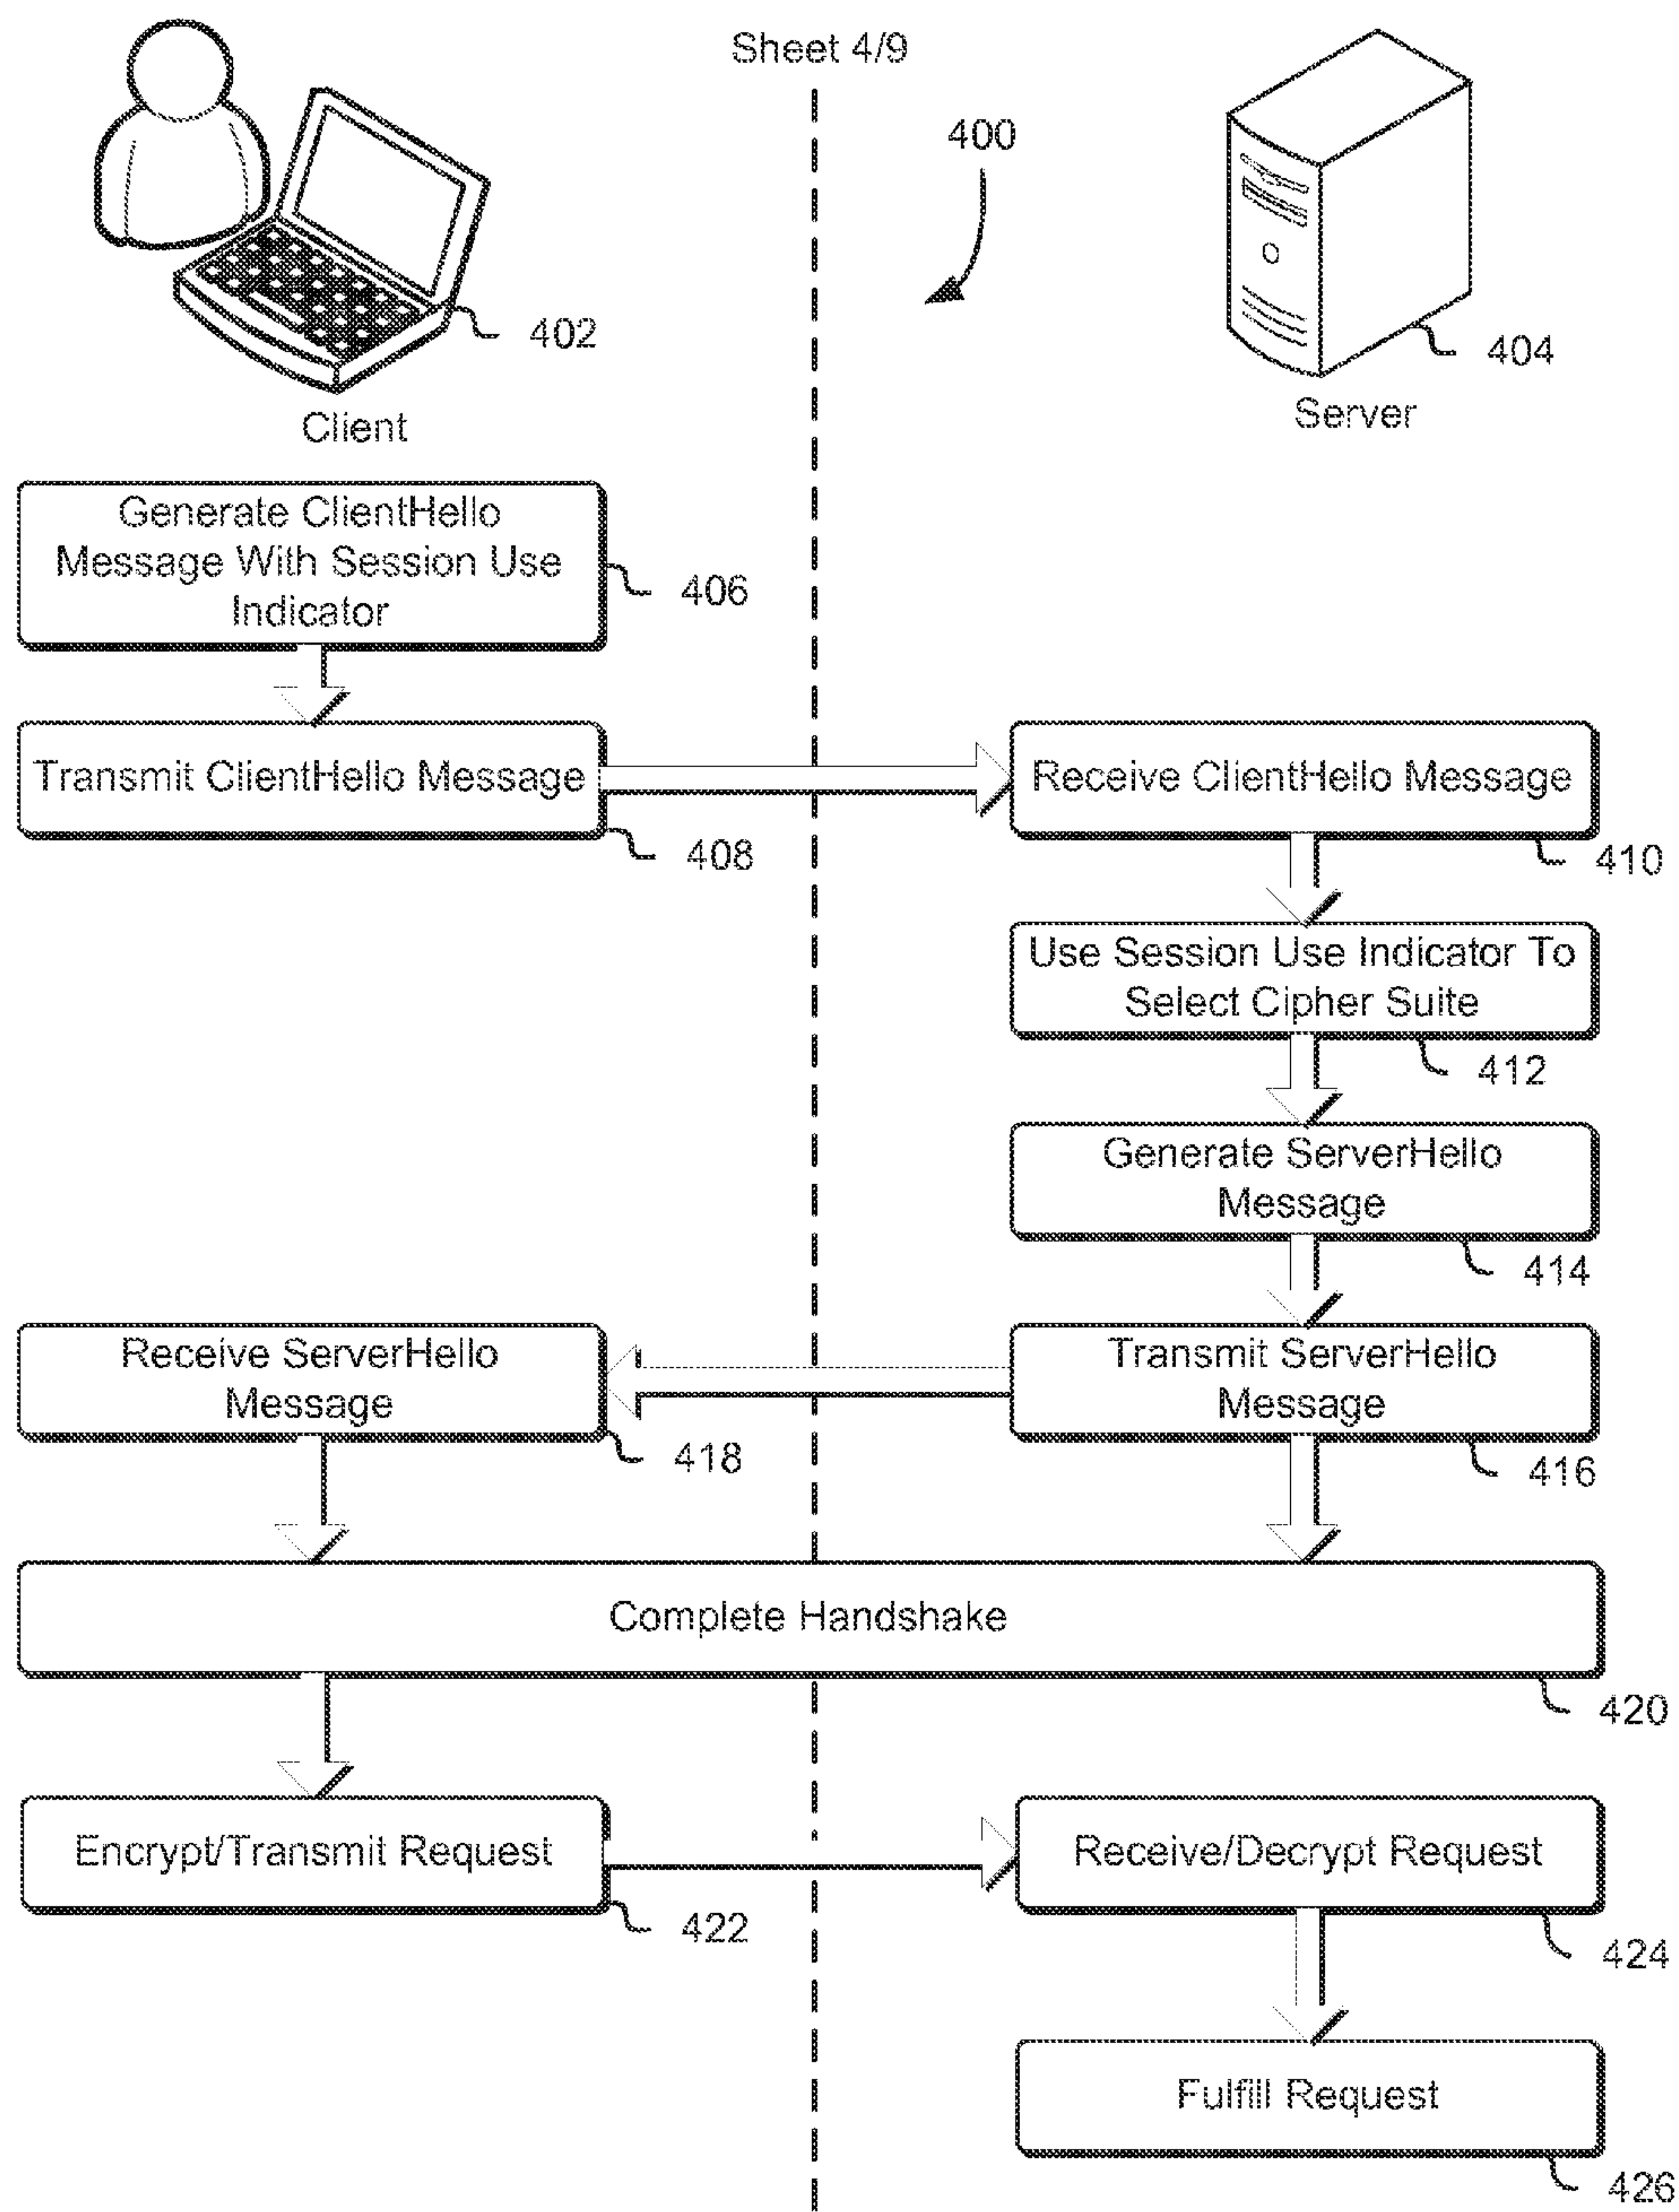 Sheet 4/9
400
402
404
Client
Server
Generate ClientHello
Message With Session Use
Indicator
406
Transmit ClientHello Message
408
Receive ClientHello Message
410
Use Session Use Indicator To
Select Cipher Suite
412
Generate ServerHello
Message
414
Transmit ServerHello
Message
416
Receive ServerHello
Message
418
Complete Handshake
420
Encrypt/Transmit Request
422
Receive/Decrypt Request
424
Fulfill Request
426